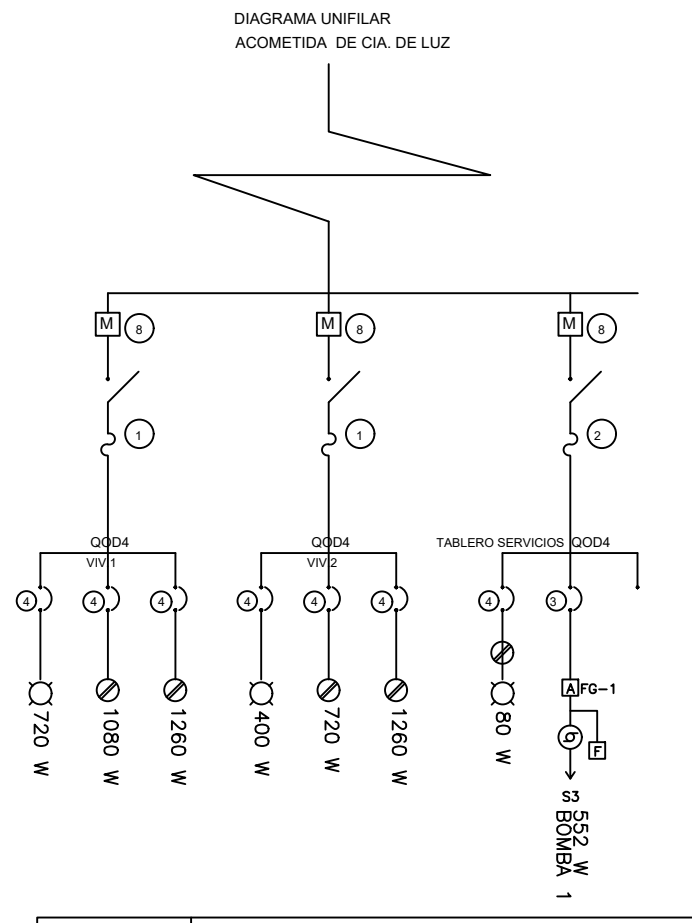 DIAGRAMA UNIFILAR
ACOMETIDA DE CIA. DE LUZ
M 8 M 8 M 8
1 1 2
QOD4 QOD4 TABLERO SERVICIOS QOD4
VIV.1 VIV.2
4 4 4 4 4 4 4 3
A FG-1
F
720 W 1080 W 1260 W 400 W 720 W 1260 W 80 W
S3
552 W
BOMBA 1